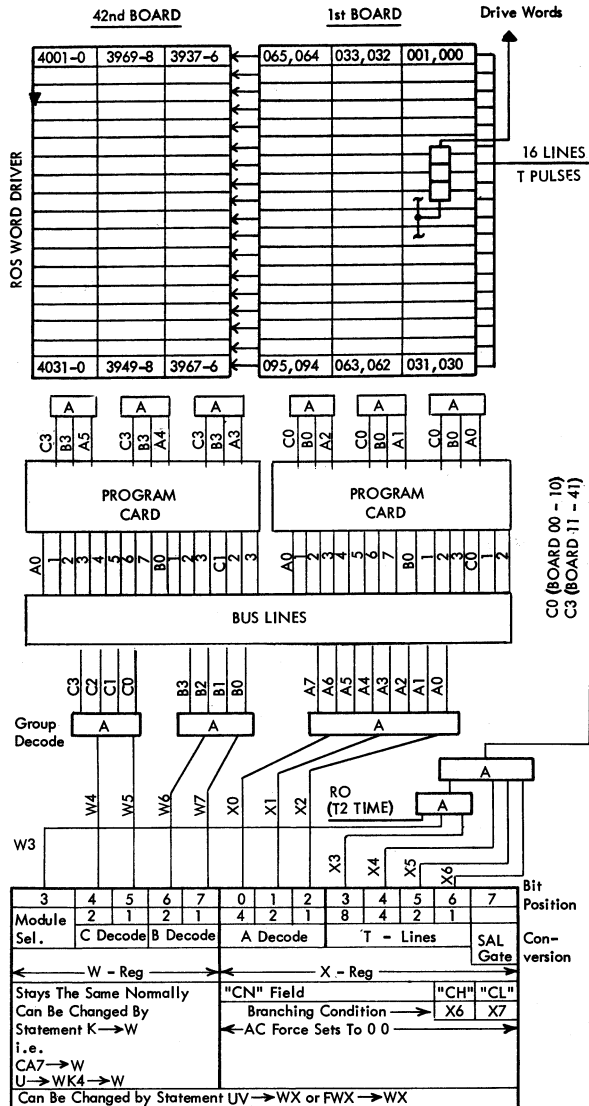 42nd BOARD 1st BOARD Drive Words
4001-0 3969-8 3937-6 065,064 033,032 001,000
ROS WORD DRIVER
16 LINES
T PULSES
4031-0 3949-8 3967-6 095,094 063,062 031,030
A A A A A A
C3 B3 A5 C3 B3 A4 C3 B3 A3 C0 B0 A2 C0 B0 A1 C0 B0 A0
PROGRAM CARD PROGRAM CARD
A0 1 2 3 4 5 6 7 B0 1 2 3 C1 2 3 A0 1 2 3 4 5 6 7 B0 1 2 3 C0 1 2
C0 (BOARD 00 - 10)
C3 (BOARD 11 - 41)
BUS LINES
C3 C2 C1 C0 B3 B2 B1 B0 A7 A6 A5 A4 A3 A2 A1 A0
Group Decode
A A A
A
RO
(T2 TIME)
A
W3 W4 W5 W6 W7 X0 X1 X2 X3 X4 X5 X6
3 4 5 6 7 0 1 2 3 4 5 6 7 Bit Position
Module Sel. 2 1 2 1 4 2 1 8 4 2 1
C Decode B Decode A Decode T - Lines SAL Gate Con-version
W - Reg X - Reg
Stays The Same Normally "CN" Field "CH" "CL"
Can Be Changed By Branching Condition → X6 X7
Statement K→W ←AC Force Sets To 0 0→
i.e.
CA7→W
U→WK4→W
Can Be Changed by Statement UV→WX or FWX→WX